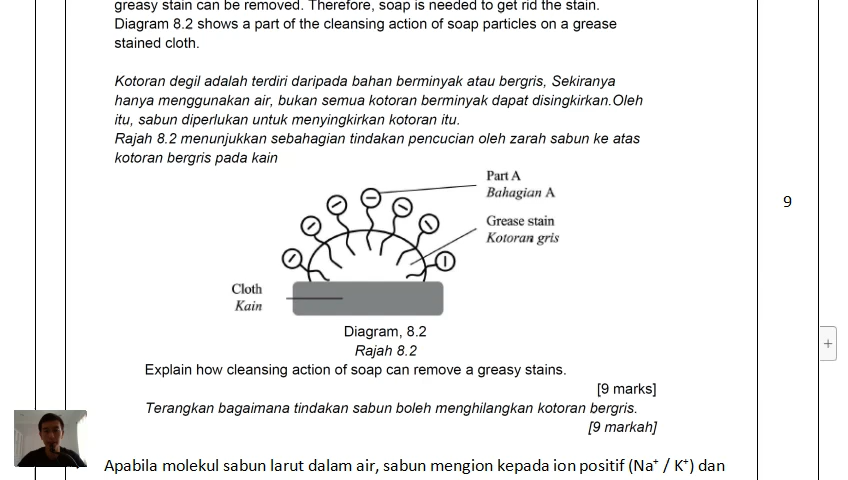 greasy stain can be removed. Therefore, soap is needed to get rid the stain.
Diagram 8.2 shows a part of the cleansing action of soap particles on a grease
stained cloth.
Kotoran degil adalah terdiri daripada bahan berminyak atau bergris, Sekiranya
hanya menggunakan air, bukan semua kotoran berminyak dapat disingkirkan.Oleh
itu, sabun diperlukan untuk menyingkirkan kotoran itu.
Rajah 8.2 menunjukkan sebahagian tindakan pencucian oleh zarah sabun ke atas
kotoran bergris pada kain
Part A
Bahagian A
9
Grease stain
Kotoran gris
Cloth
Kain
Diagram, 8.2
Rajah 8.2
Explain how cleansing action of soap can remove a greasy stains.
[9 marks]
Terangkan bagaimana tindakan sabun boleh menghilangkan kotoran bergris.
[9 markah]
Apabila molekul sabun larut dalam air, sabun mengion kepada ion positif (Na⁺ / K⁺) dan